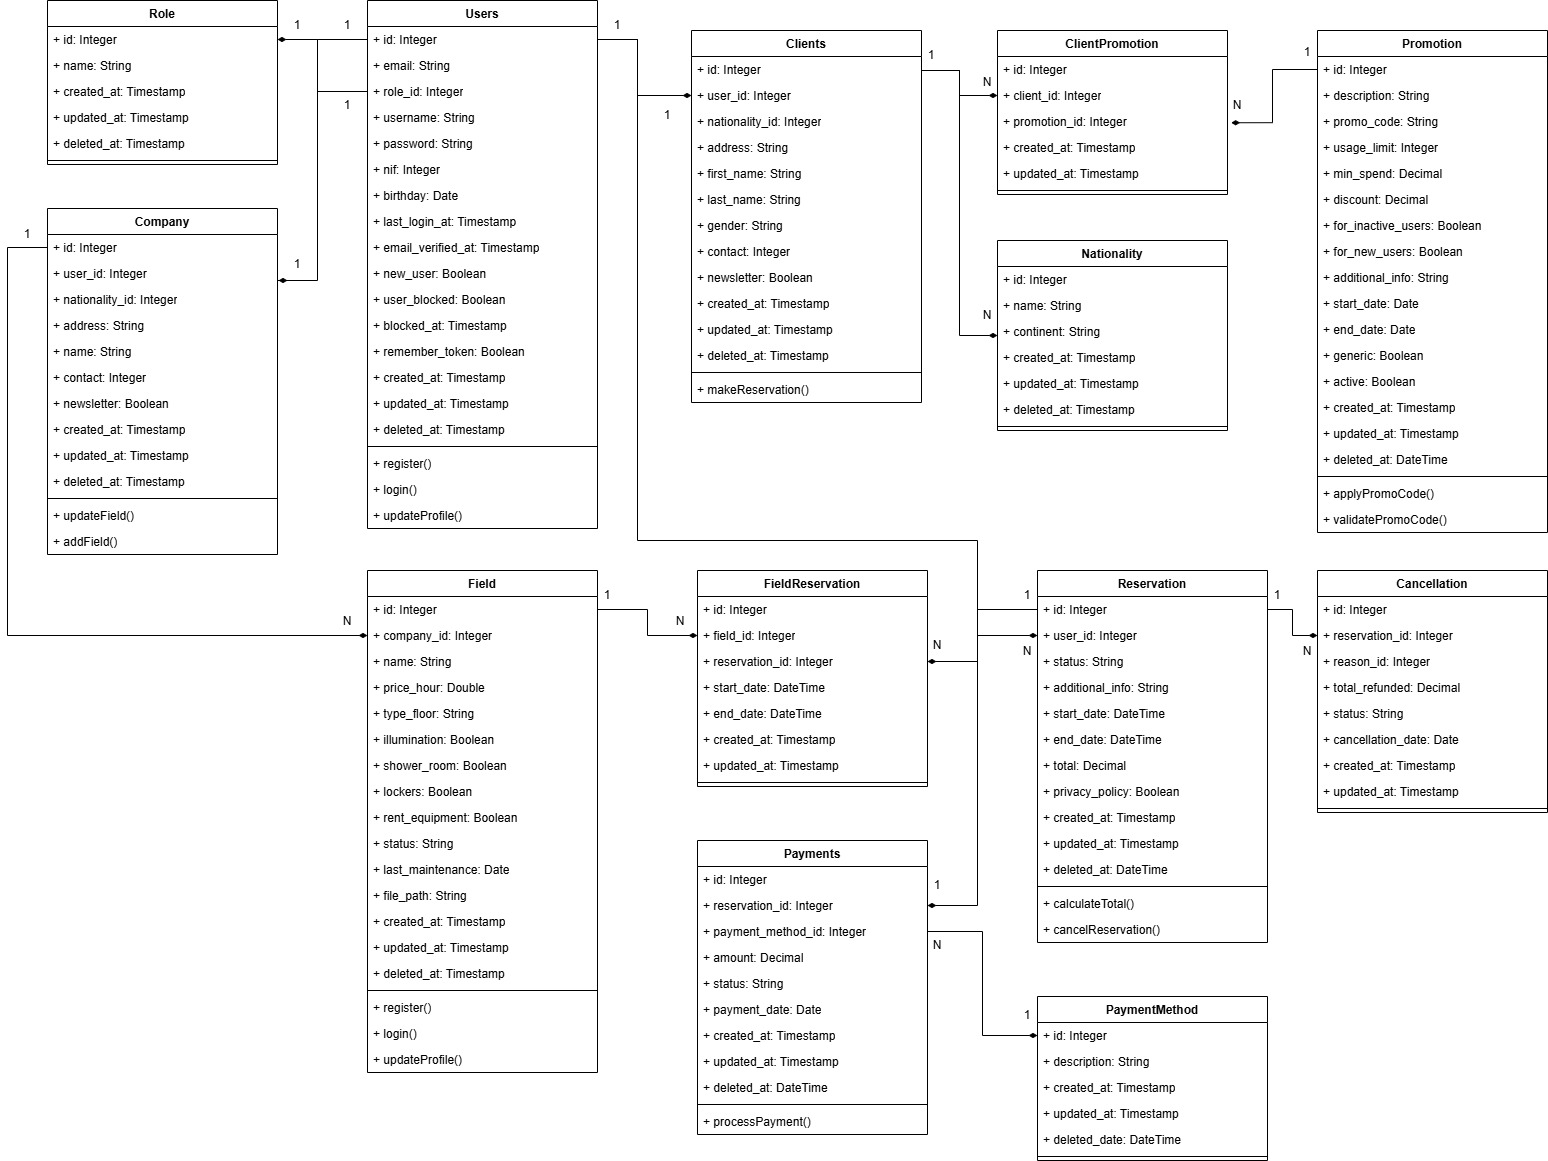 Role
+ id: Integer
+ name: String
+ created_at: Timestamp
+ updated_at: Timestamp
+ deleted_at: Timestamp
1
1
1
Users
+ id: Integer
+ email: String
+ role_id: Integer
+ username: String
+ password: String
+ nif: Integer
+ birthday: Date
+ last_login_at: Timestamp
+ email_verified_at: Timestamp
+ new_user: Boolean
+ user_blocked: Boolean
+ blocked_at: Timestamp
+ remember_token: Boolean
+ created_at: Timestamp
+ updated_at: Timestamp
+ deleted_at: Timestamp
+ register()
+ login()
+ updateProfile()
1
1
Clients
+ id: Integer
+ user_id: Integer
+ nationality_id: Integer
+ address: String
+ first_name: String
+ last_name: String
+ gender: String
+ contact: Integer
+ newsletter: Boolean
+ created_at: Timestamp
+ updated_at: Timestamp
+ deleted_at: Timestamp
+ makeReservation()
1
N
N
ClientPromotion
+ id: Integer
+ client_id: Integer
+ promotion_id: Integer
+ created_at: Timestamp
+ updated_at: Timestamp
1
N
Promotion
+ id: Integer
+ description: String
+ promo_code: String
+ usage_limit: Integer
+ min_spend: Decimal
+ discount: Decimal
+ for_inactive_users: Boolean
+ for_new_users: Boolean
+ additional_info: String
+ start_date: Date
+ end_date: Date
+ generic: Boolean
+ active: Boolean
+ created_at: Timestamp
+ updated_at: Timestamp
+ deleted_at: DateTime
+ applyPromoCode()
+ validatePromoCode()
Nationality
+ id: Integer
+ name: String
+ continent: String
+ created_at: Timestamp
+ updated_at: Timestamp
+ deleted_at: Timestamp
1
Company
+ id: Integer
+ user_id: Integer
+ nationality_id: Integer
+ address: String
+ name: String
+ contact: Integer
+ newsletter: Boolean
+ created_at: Timestamp
+ updated_at: Timestamp
+ deleted_at: Timestamp
+ updateField()
+ addField()
1
N
Field
+ id: Integer
+ company_id: Integer
+ name: String
+ price_hour: Double
+ type_floor: String
+ illumination: Boolean
+ shower_room: Boolean
+ lockers: Boolean
+ rent_equipment: Boolean
+ status: String
+ last_maintenance: Date
+ file_path: String
+ created_at: Timestamp
+ updated_at: Timestamp
+ deleted_at: Timestamp
+ register()
+ login()
+ updateProfile()
1
N
FieldReservation
+ id: Integer
+ field_id: Integer
+ reservation_id: Integer
+ start_date: DateTime
+ end_date: DateTime
+ created_at: Timestamp
+ updated_at: Timestamp
N
1
N
Reservation
+ id: Integer
+ user_id: Integer
+ status: String
+ additional_info: String
+ start_date: DateTime
+ end_date: DateTime
+ total: Decimal
+ privacy_policy: Boolean
+ created_at: Timestamp
+ updated_at: Timestamp
+ deleted_at: DateTime
+ calculateTotal()
+ cancelReservation()
1
N
Cancellation
+ id: Integer
+ reservation_id: Integer
+ reason_id: Integer
+ total_refunded: Decimal
+ status: String
+ cancellation_date: Date
+ created_at: Timestamp
+ updated_at: Timestamp
Payments
+ id: Integer
+ reservation_id: Integer
+ payment_method_id: Integer
+ amount: Decimal
+ status: String
+ payment_date: Date
+ created_at: Timestamp
+ updated_at: Timestamp
+ deleted_at: DateTime
+ processPayment()
1
N
1
PaymentMethod
+ id: Integer
+ description: String
+ created_at: Timestamp
+ updated_at: Timestamp
+ deleted_date: DateTime